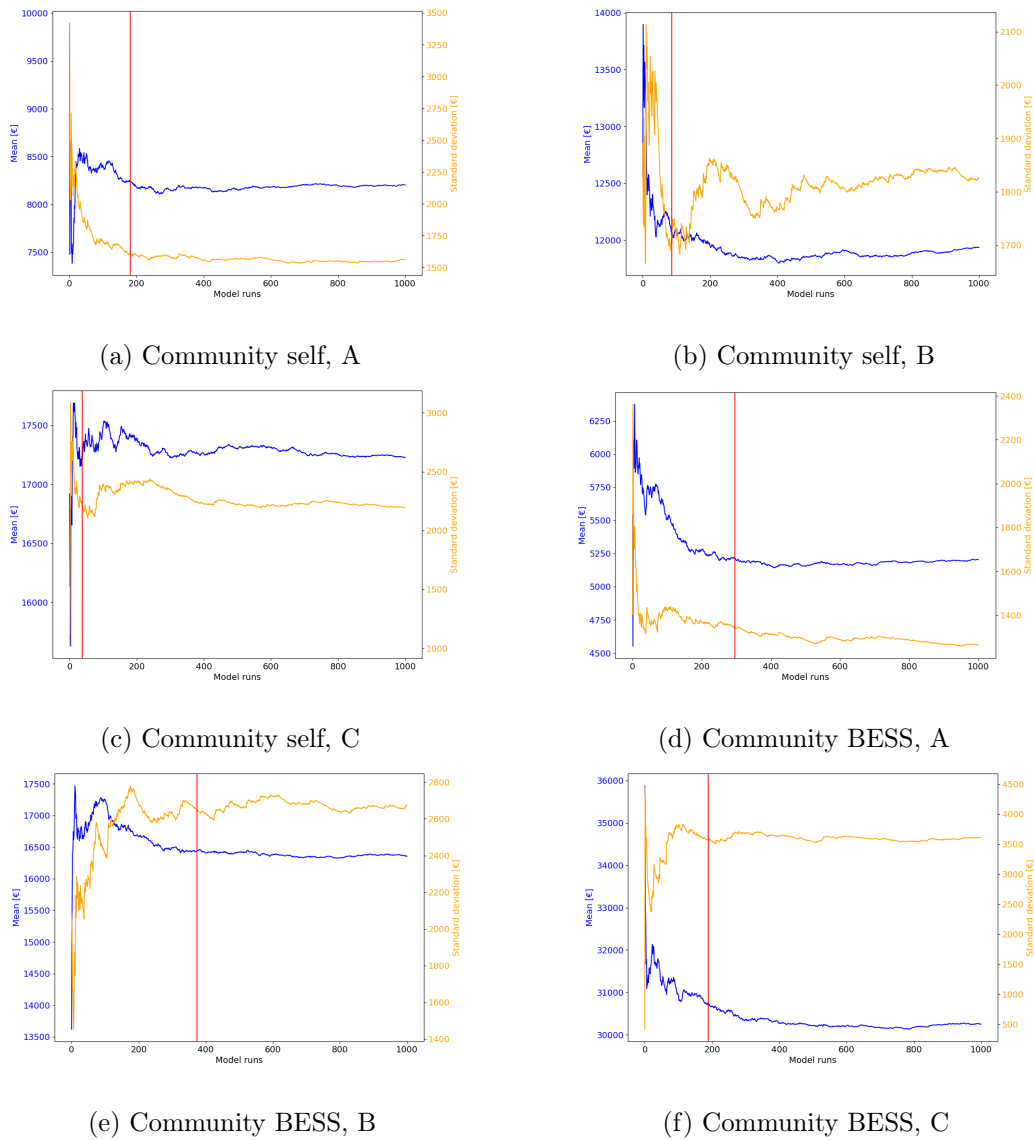 10000
9500
9000
8500
8000
7500
Mean [€]
3500
3250
3000
2750
2500
2250
2000
1750
1500
Standard deviation [€]
0 200 400 600 800 1000
Model runs
(a) Community self, A
14000
13500
13000
12500
12000
Mean [€]
2100
2000
1900
1800
1700
Standard deviation [€]
0 200 400 600 800 1000
Model runs
(b) Community self, B
17500
17000
16500
16000
Mean [€]
3000
2500
2000
1500
1000
Standard deviation [€]
0 200 400 600 800 1000
Model runs
(c) Community self, C
6250
6000
5750
5500
5250
5000
4750
4500
Mean [€]
2400
2200
2000
1800
1600
1400
Standard deviation [€]
0 200 400 600 800 1000
Model runs
(d) Community BESS, A
17500
17000
16500
16000
15500
15000
14500
14000
13500
Mean [€]
2800
2600
2400
2200
2000
1800
1600
1400
Standard deviation [€]
0 200 400 600 800 1000
Model runs
(e) Community BESS, B
36000
35000
34000
33000
32000
31000
30000
Mean [€]
4500
4000
3500
3000
2500
2000
1500
1000
500
Standard deviation [€]
0 200 400 600 800 1000
Model runs
(f) Community BESS, C